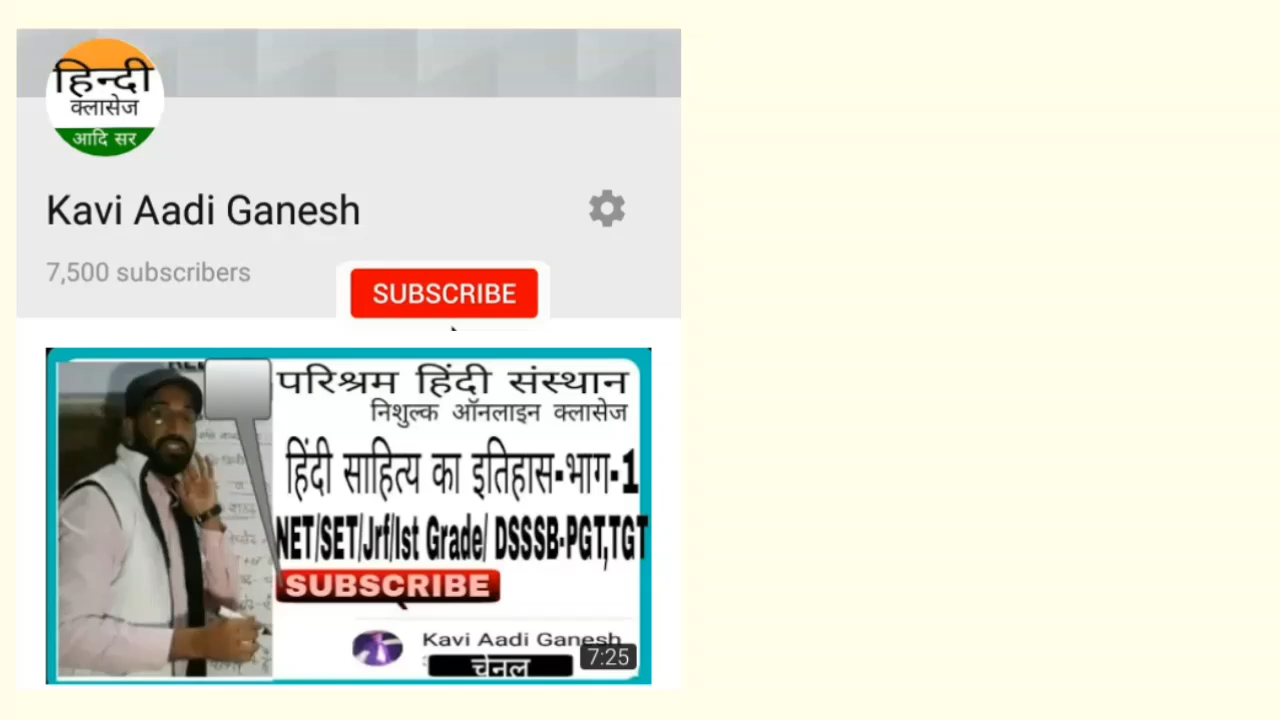 हिन्दी
क्लासेज
आदि सर
Kavi Aadi Ganesh
7,500 subscribers
SUBSCRIBE
परिश्रम हिंदी संस्थान
निशुल्क ऑनलाइन क्लासेज
हिंदी साहित्य का इतिहास-भाग-1
NET/SET/Jrf/Ist Grade/ DSSSB-PGT,TGT
SUBSCRIBE
Kavi Aadi Ganesh
7:25
चेनल